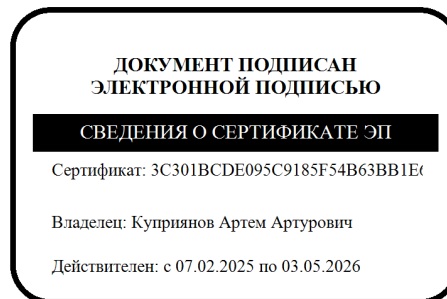 ДОКУМЕНТ ПОДПИСАН
ЭЛЕКТРОННОЙ ПОДПИСЬЮ
СВЕДЕНИЯ О СЕРТИФИКАТЕ ЭП
Сертификат: 3C301BCDE095C9185F54B63BB1E6
Владелец: Куприянов Артем Артурович
Действителен: с 07.02.2025 по 03.05.2026